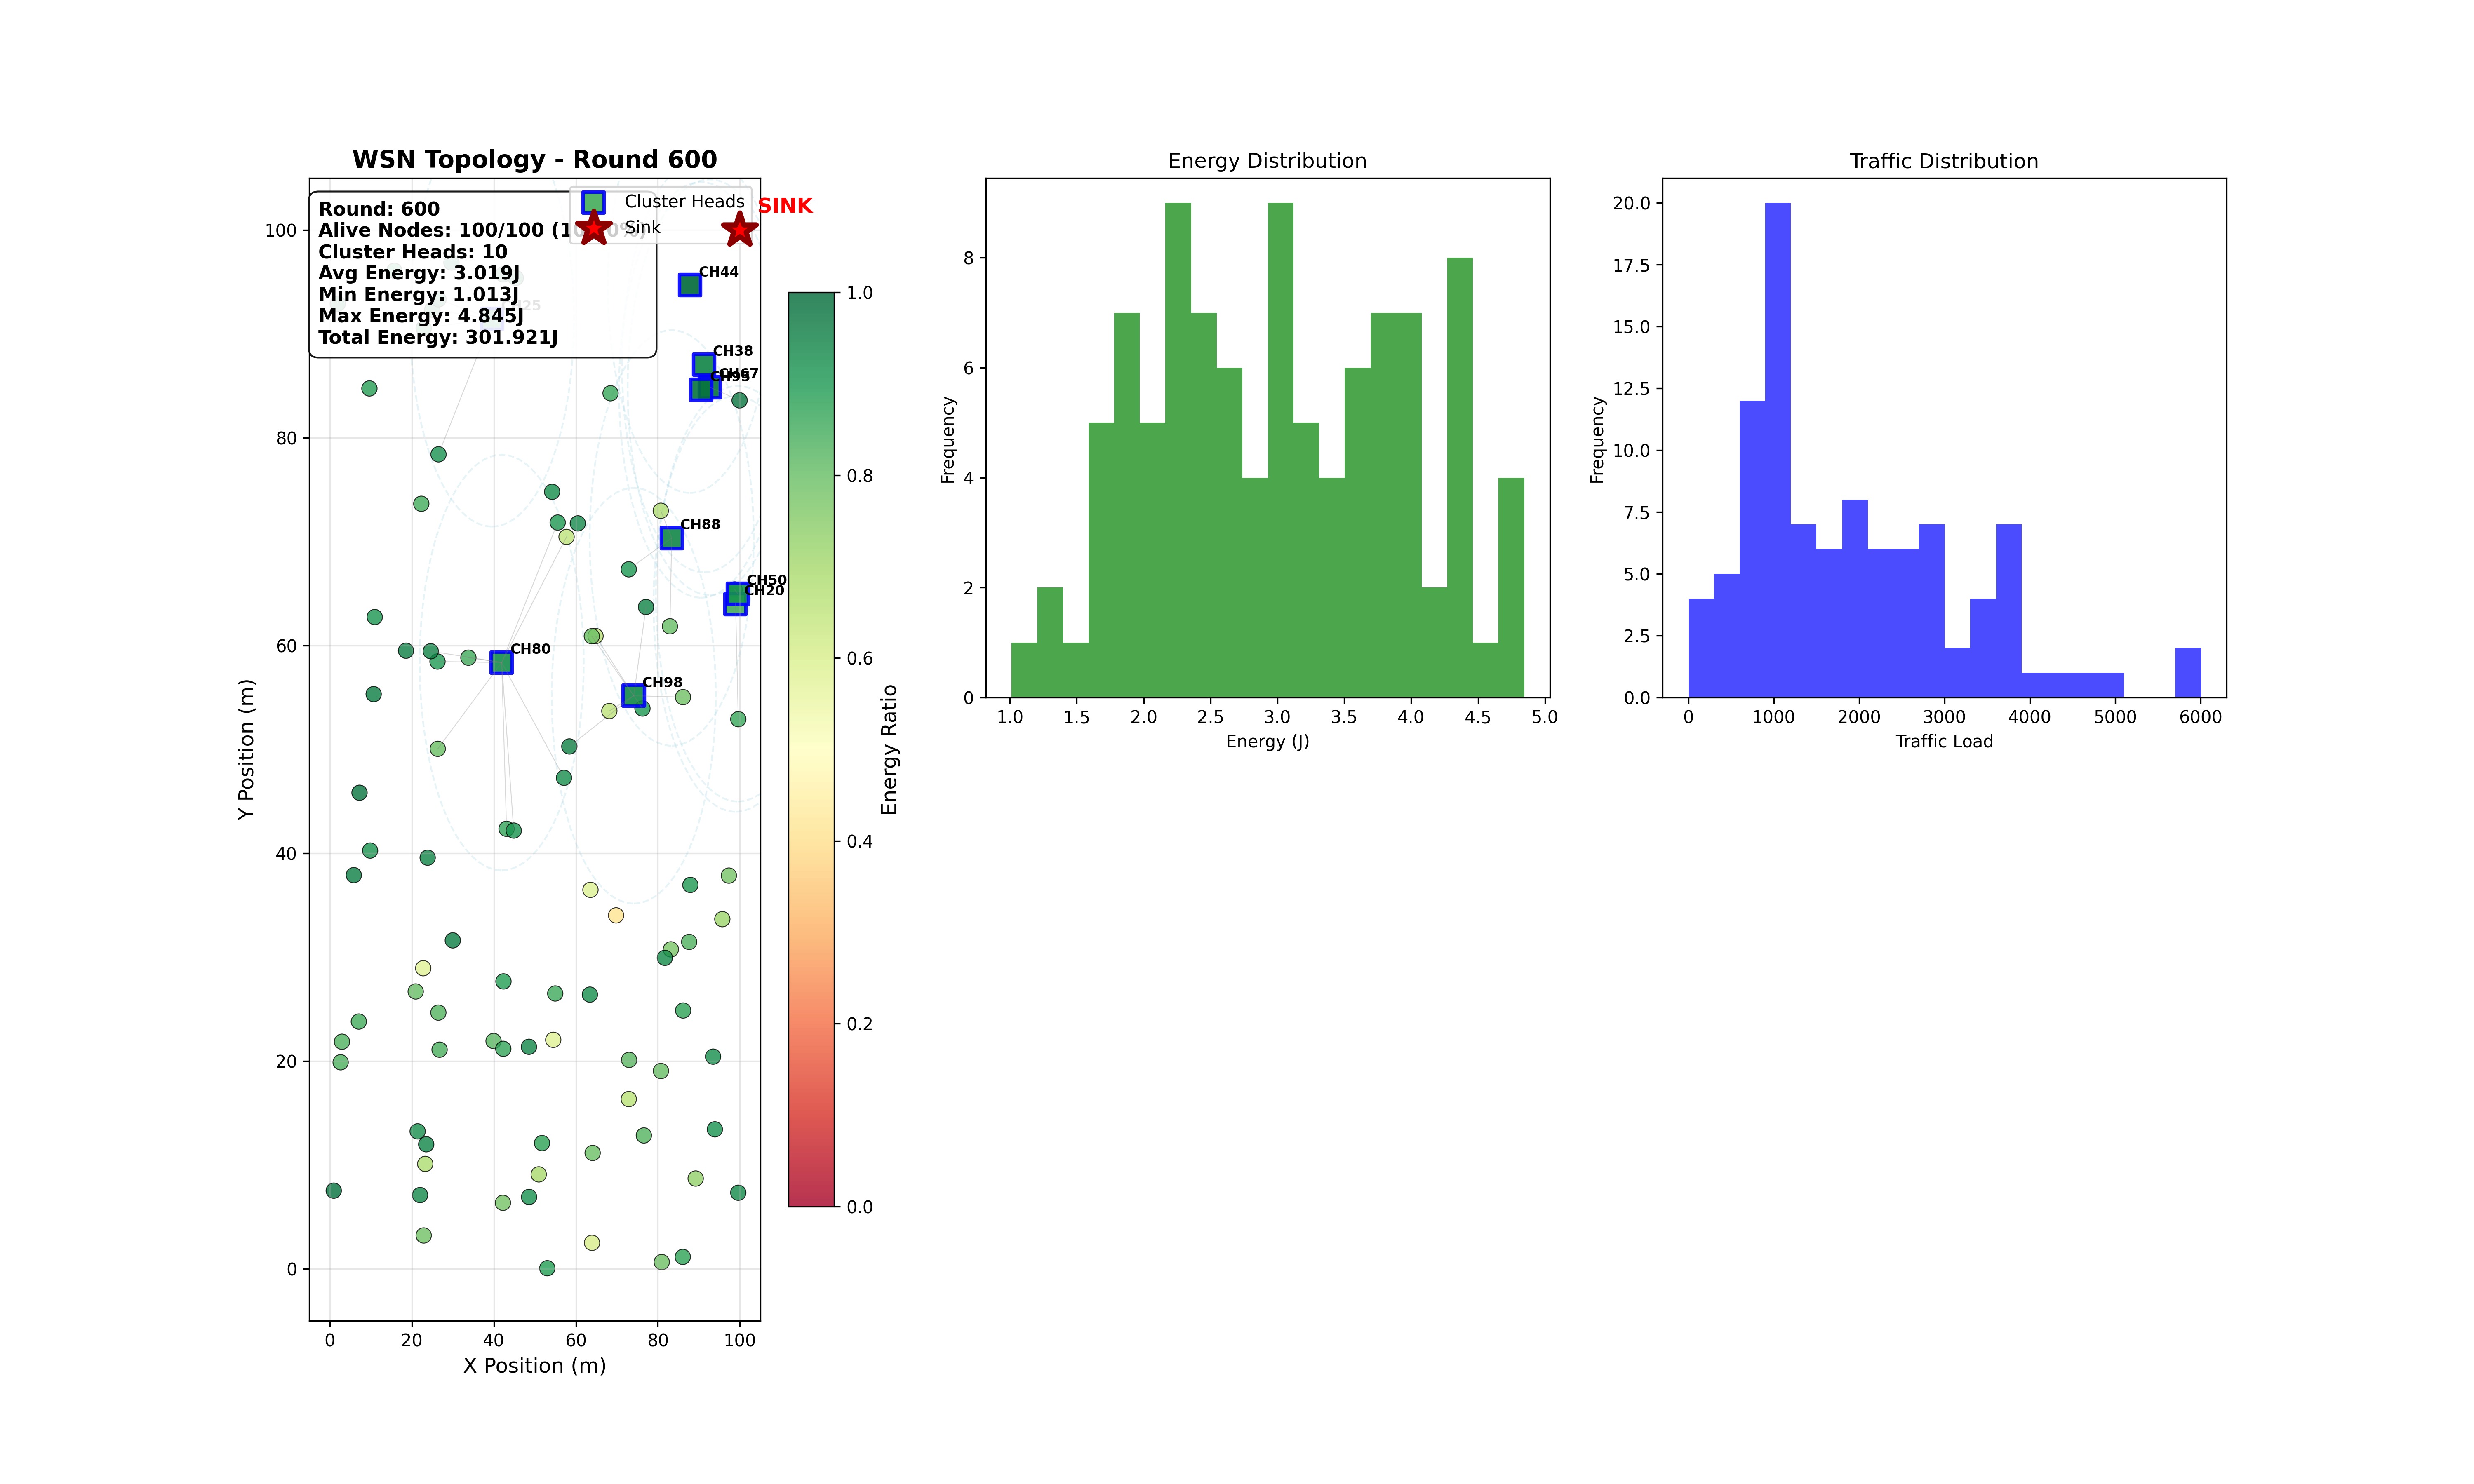 WSN Topology - Round 600
Round: 600
Alive Nodes: 100/100 (100.0%)
Cluster Heads: 10
Avg Energy: 3.019J
Min Energy: 1.013J
Max Energy: 4.845J
Total Energy: 301.921J
Cluster Heads
Sink
SINK
CH44
CH38
CH67
CH95
CH88
CH50
CH20
CH80
CH98
100
80
60
40
20
0
Y Position (m)
0 20 40 60 80 100
X Position (m)
1.0
0.8
0.6
0.4
0.2
0.0
Energy Ratio
Energy Distribution
8
6
4
2
0
Frequency
1.0 1.5 2.0 2.5 3.0 3.5 4.0 4.5 5.0
Energy (J)
Traffic Distribution
20.0
17.5
15.0
12.5
10.0
7.5
5.0
2.5
0.0
Frequency
0 1000 2000 3000 4000 5000 6000
Traffic Load